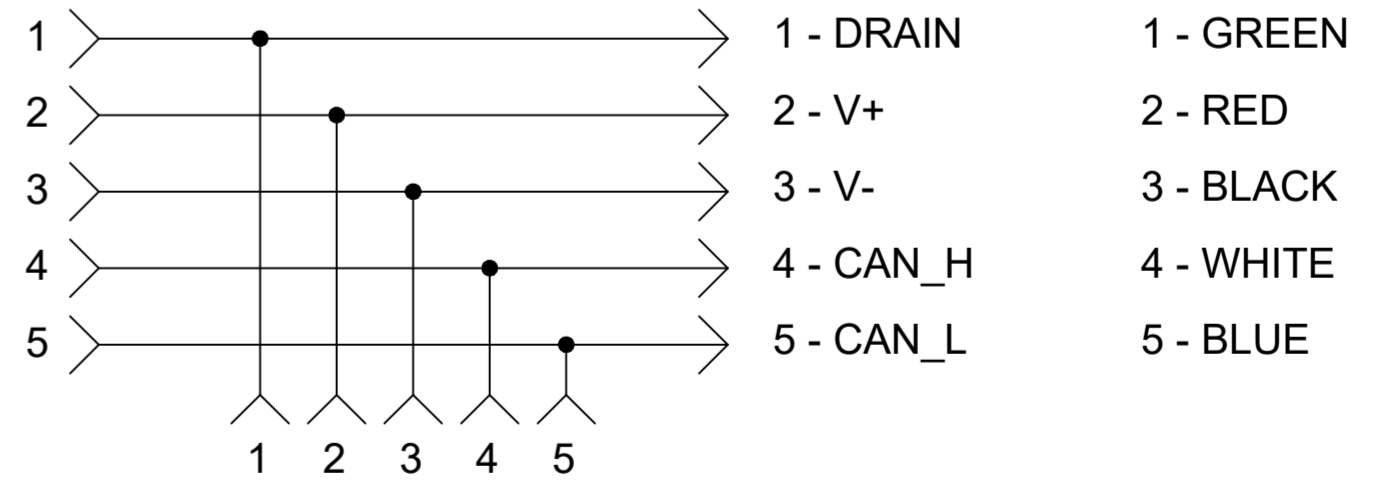 1 1 - DRAIN 1 - GREEN
2 2 - V+ 2 - RED
3 3 - V- 3 - BLACK
4 4 - CAN_H 4 - WHITE
5 5 - CAN_L 5 - BLUE
1 2 3 4 5